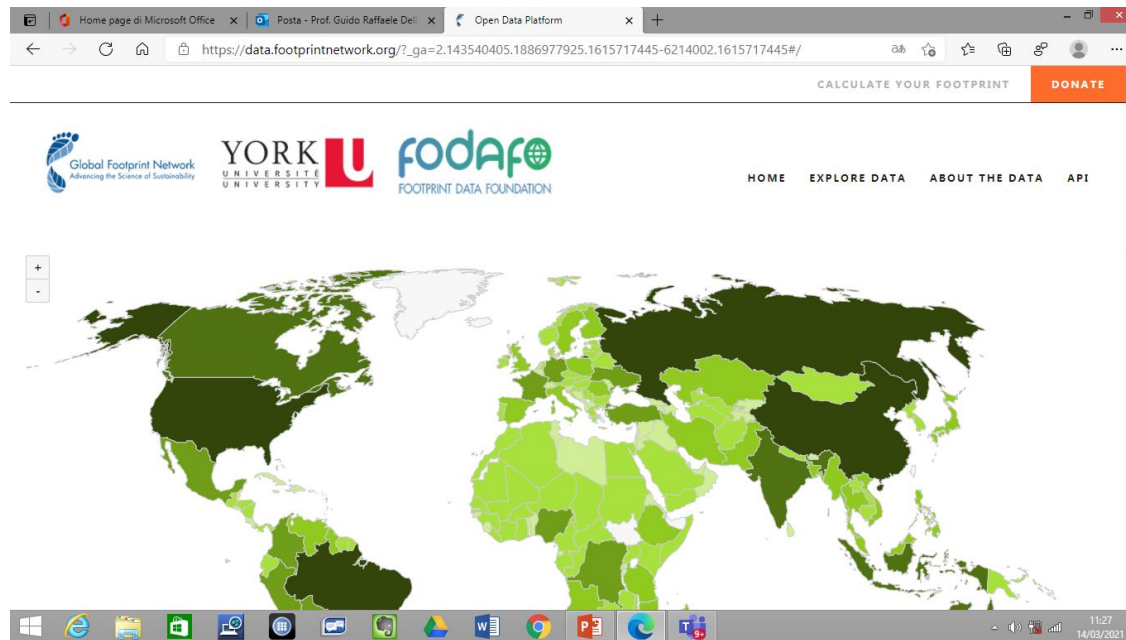 Home page di Microsoft Office
Posta - Prof. Guido Raffaele Dell
Open Data Platform
https://data.footprintnetwork.org/?_ga=2.143540405.1886977925.1615717445-6214002.1615717445#/
CALCULATE YOUR FOOTPRINT
DONATE
Global Footprint Network
Advancing the Science of Sustainability
YORK U
UNIVERSITÉ
UNIVERSITY
FODAFO
FOOTPRINT DATA FOUNDATION
HOME EXPLORE DATA ABOUT THE DATA API
+
-
9+
11:27
14/03/2021